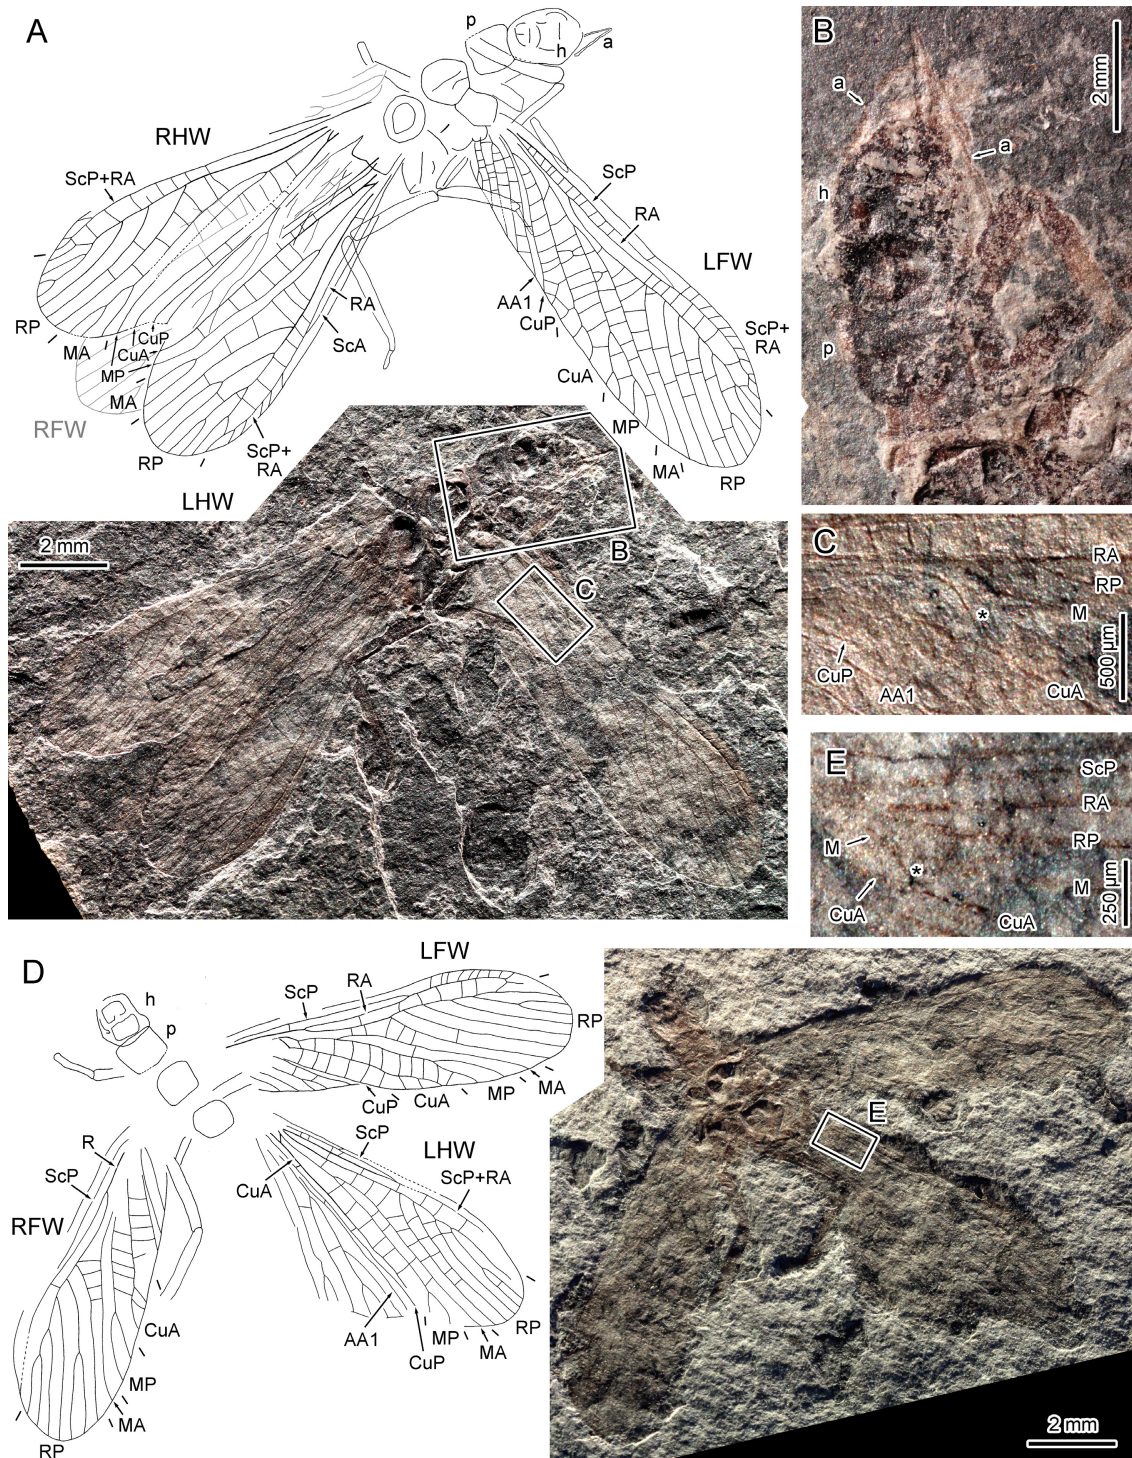 A
p
h
a
RHW
ScP+RA
ScP
RA
LFW
AA1
CuP
RA
ScA
CuA
ScP+
RA
RP
MA
CuP
CuA
MP
MA
RFW
RP
ScP+
RA
MP
MA
RP
LHW
2 mm
B
C
B
a
a
h
p
2 mm
C
RA
RP
M
*
CuP
AA1
CuA
500 µm
E
ScP
RA
RP
M
*
M
CuA
CuA
250 µm
D
LFW
h
p
ScP
RA
RP
MA
MP
CuA
CuP
R
ScP
RFW
ScP
LHW
ScP+RA
CuA
AA1
CuP
MP
MA
RP
CuA
MP
MA
RP
E
2 mm